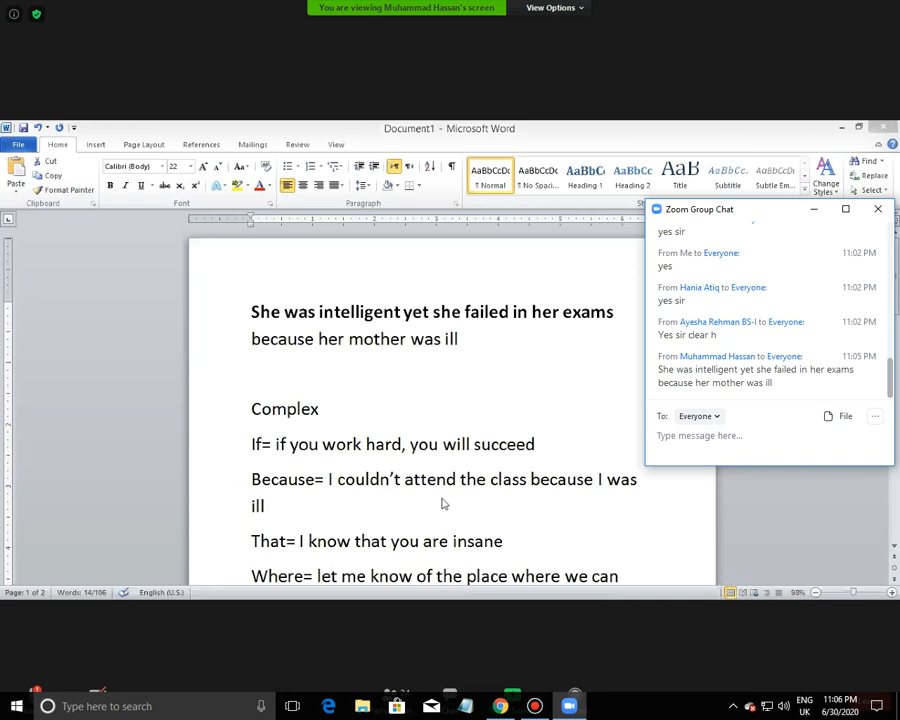 You are viewing Muhammad Hassan's screen
View Options
Document1 - Microsoft Word
File Home Insert Page Layout References Mailings Review View
Paste
Cut
Copy
Format Painter
Calibri (Body) 22
AaBbCcDc AaBbCcDc AaBbC AaBbCc AaB AaBbCc. AaBbCcDc
¶ Normal ¶ No Spaci... Heading 1 Heading 2 Title Subtitle Subtle Em...
Change Styles
Find
Replace
Select
Clipboard Font Paragraph
Zoom Group Chat
yes sir
From Me to Everyone: 11:02 PM
yes
From Hania Atiq to Everyone: 11:02 PM
yes sir
From Ayesha Rehman BS-I to Everyone: 11:02 PM
Yes sir clear h
From Muhammad Hassan to Everyone: 11:05 PM
She was intelligent yet she failed in her exams
because her mother was ill
To: Everyone File
Type message here...
She was intelligent yet she failed in her exams
because her mother was ill
Complex
If= if you work hard, you will succeed
Because= I couldn't attend the class because I was
ill
That= I know that you are insane
Where= let me know of the place where we can
Page: 1 of 2 Words: 14/106 English (U.S.) 98%
Type here to search
ENG
UK
11:06 PM
6/30/2020